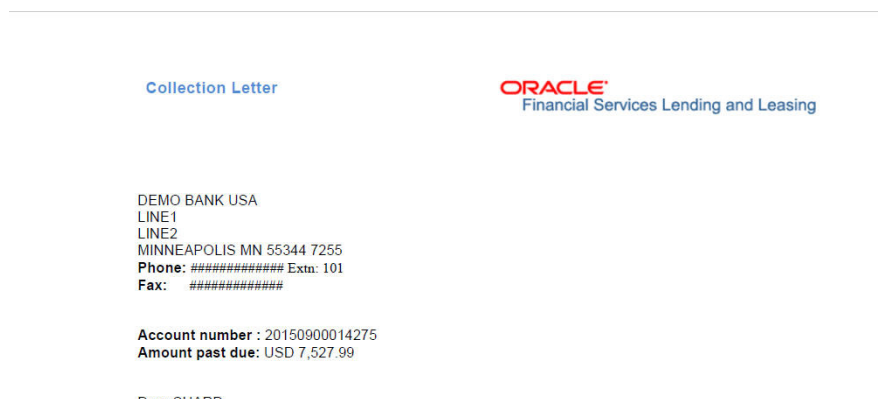 Collection Letter
ORACLE
Financial Services Lending and Leasing
DEMO BANK USA
LINE1
LINE2
MINNEAPOLIS MN 55344 7255
Phone: ############# Extn: 101
Fax: #############
Account number : 20150900014275
Amount past due: USD 7,527.99